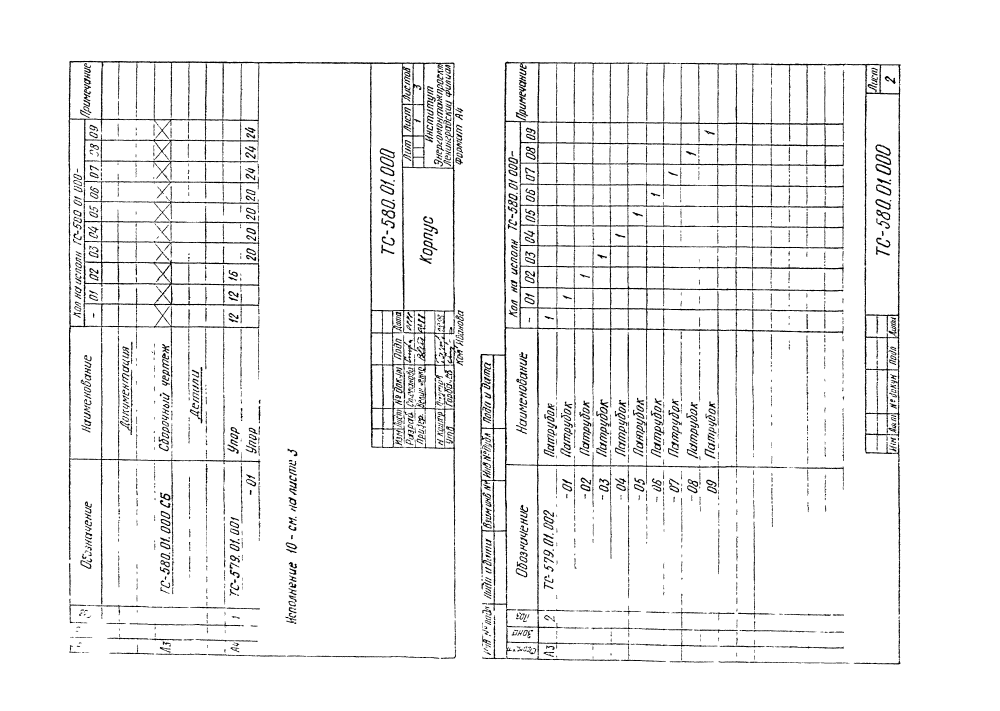 Обозначение Наименование Кол на исполн ТС-580.01.000- Примечание
- 01 02 03 04 05 06 07 08 09
Документация
А3 ТС-580.01.000 СБ Сборочный чертеж
Детали
А4 1 ТС-579.01.001 Упор 12 12 16
-01 Упор 20 20 20 20 24 24 24
Исполнение 10 - см. на листе 3
ТС-580.01.000
Корпус
Лит Лист Листов
1 3
Институт
Энергомонтажпроект
Ленинградский филиал
Формат А4
Изм Лист № докум Подп Дата
Разраб
Провер
Н контр
Утв
Коп Иванова
Инв № подл Подп и дата Взам инв № Инв № дубл Подп и дата
Зона Поз Обозначение Наименование Кол на исполн ТС-580.01.000- Примечание
- 01 02 03 04 05 06 07 08 09
А3 2 ТС-579.01.002 Патрубок 1
-01 Патрубок 1
-02 Патрубок 1
-03 Патрубок 1
-04 Патрубок 1
-05 Патрубок 1
-06 Патрубок 1
-07 Патрубок 1
-08 Патрубок 1
09 Патрубок 1
Изм Лист № докум Подп Дата
ТС-580.01.000
Лист
2